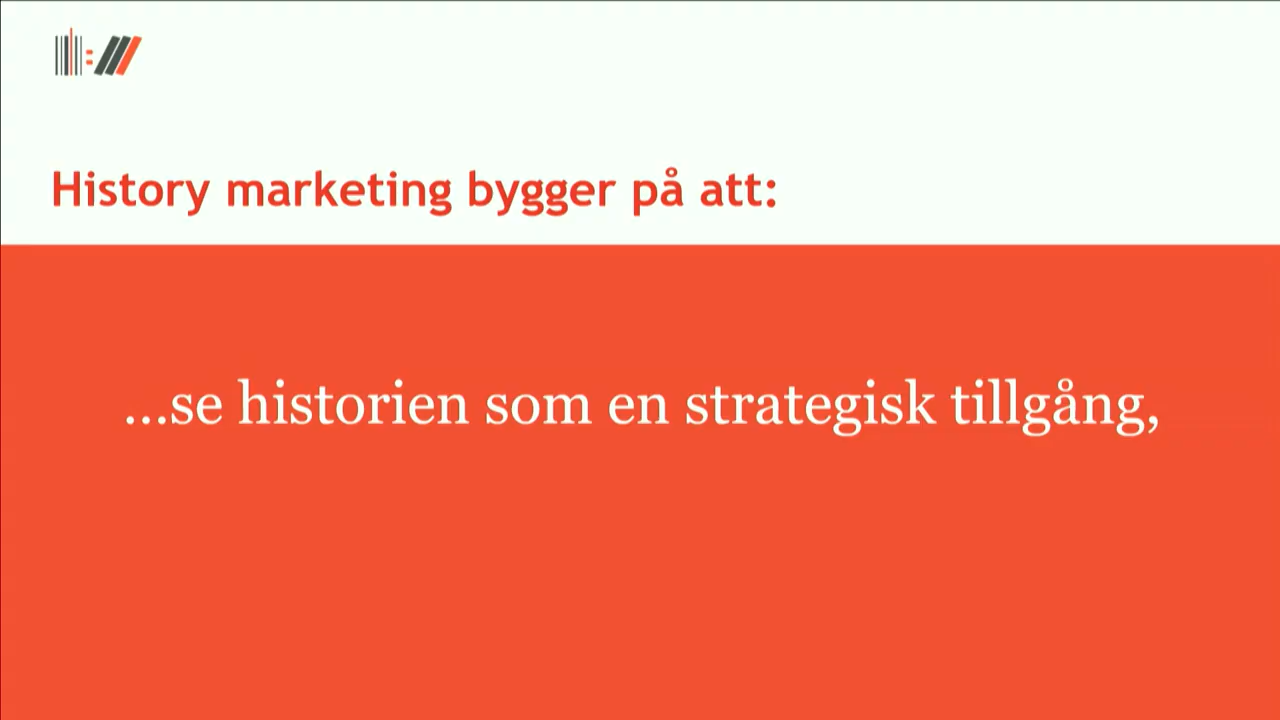 History marketing bygger på att:
...se historien som en strategisk tillgång,